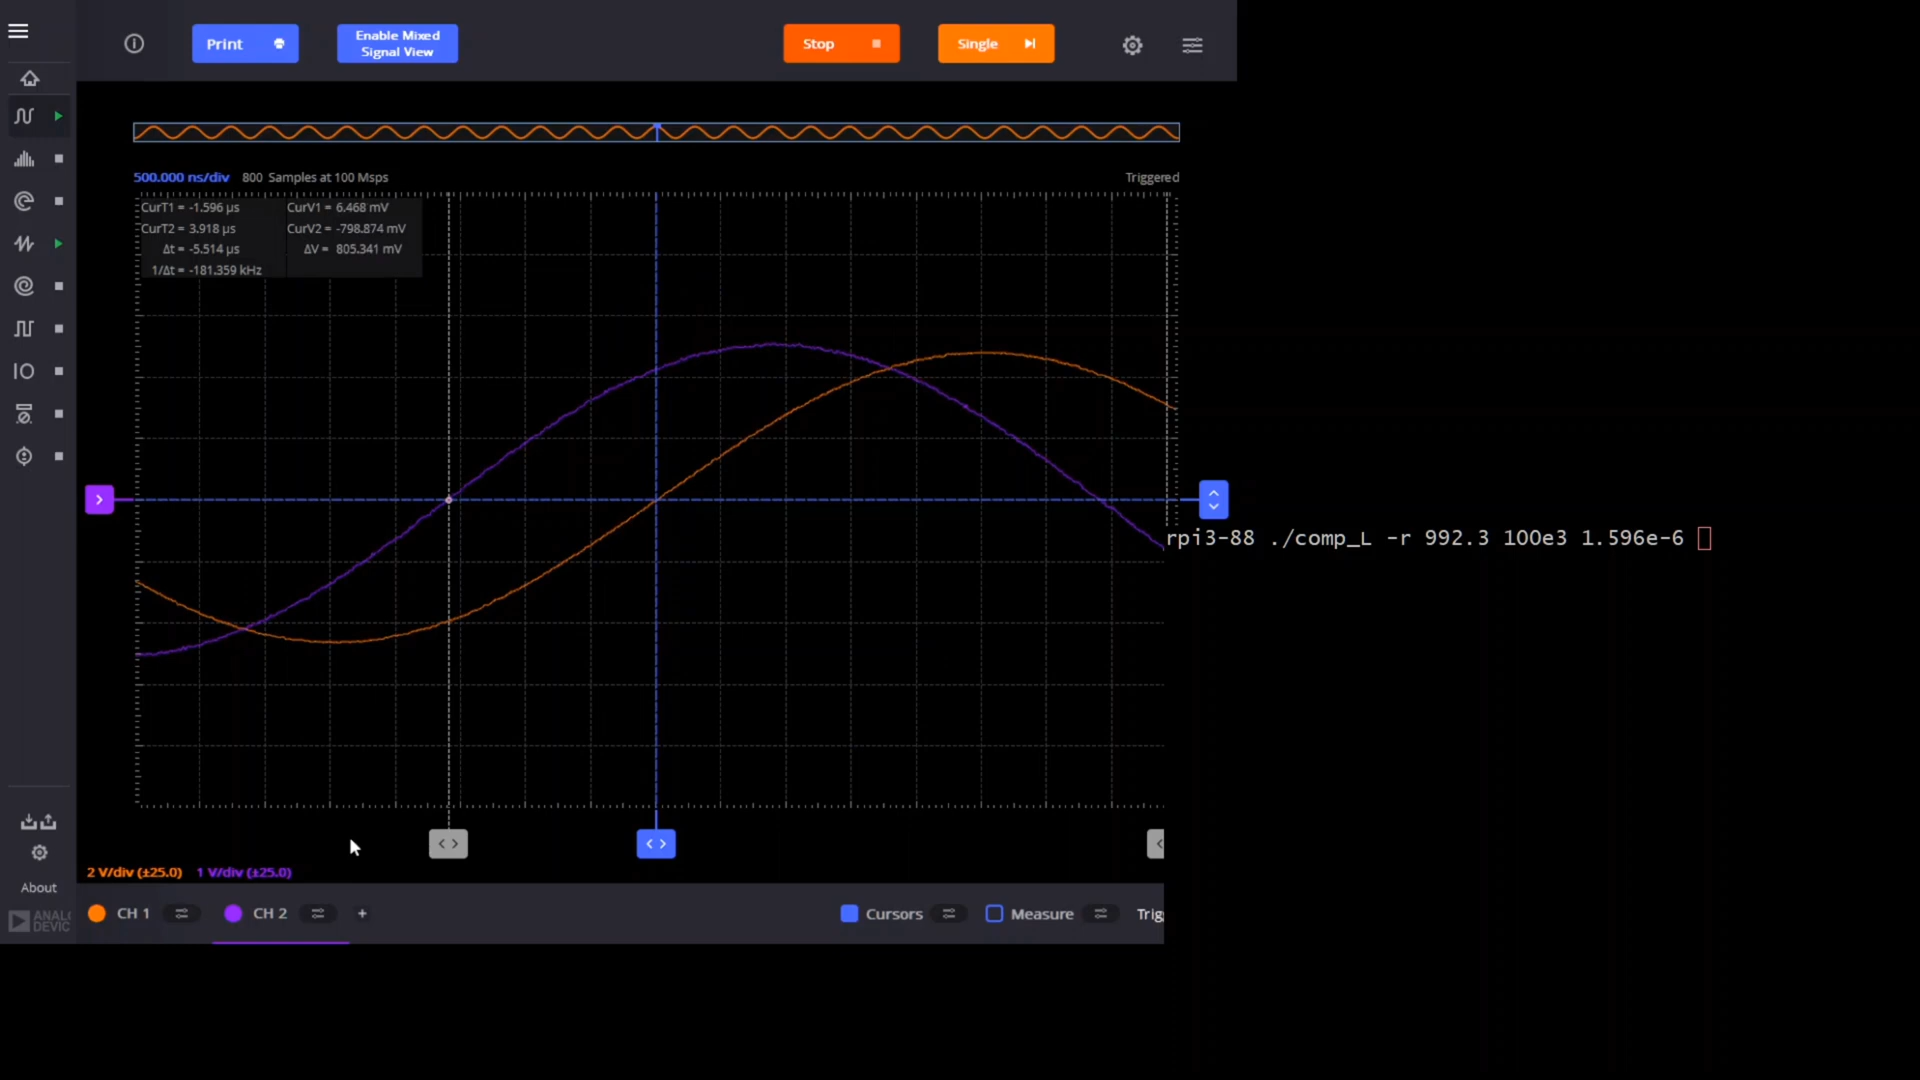 Print
Enable Mixed
Signal View
Stop
Single
500.000 ns/div 800 Samples at 100 Msps
Triggered
CurT1 = -1.596 µs CurV1 = 6.468 mV
CurT2 = 3.918 µs CurV2 = -798.874 mV
Δt = -5.514 µs ΔV = 805.341 mV
1/Δt = -181.359 kHz
rpi3-88 ./comp_L -r 992.3 100e3 1.596e-6
2 V/div (±25.0) 1 V/div (±25.0)
About
ANALO
DEVIC
CH 1
CH 2
+
Cursors
Measure
Trig